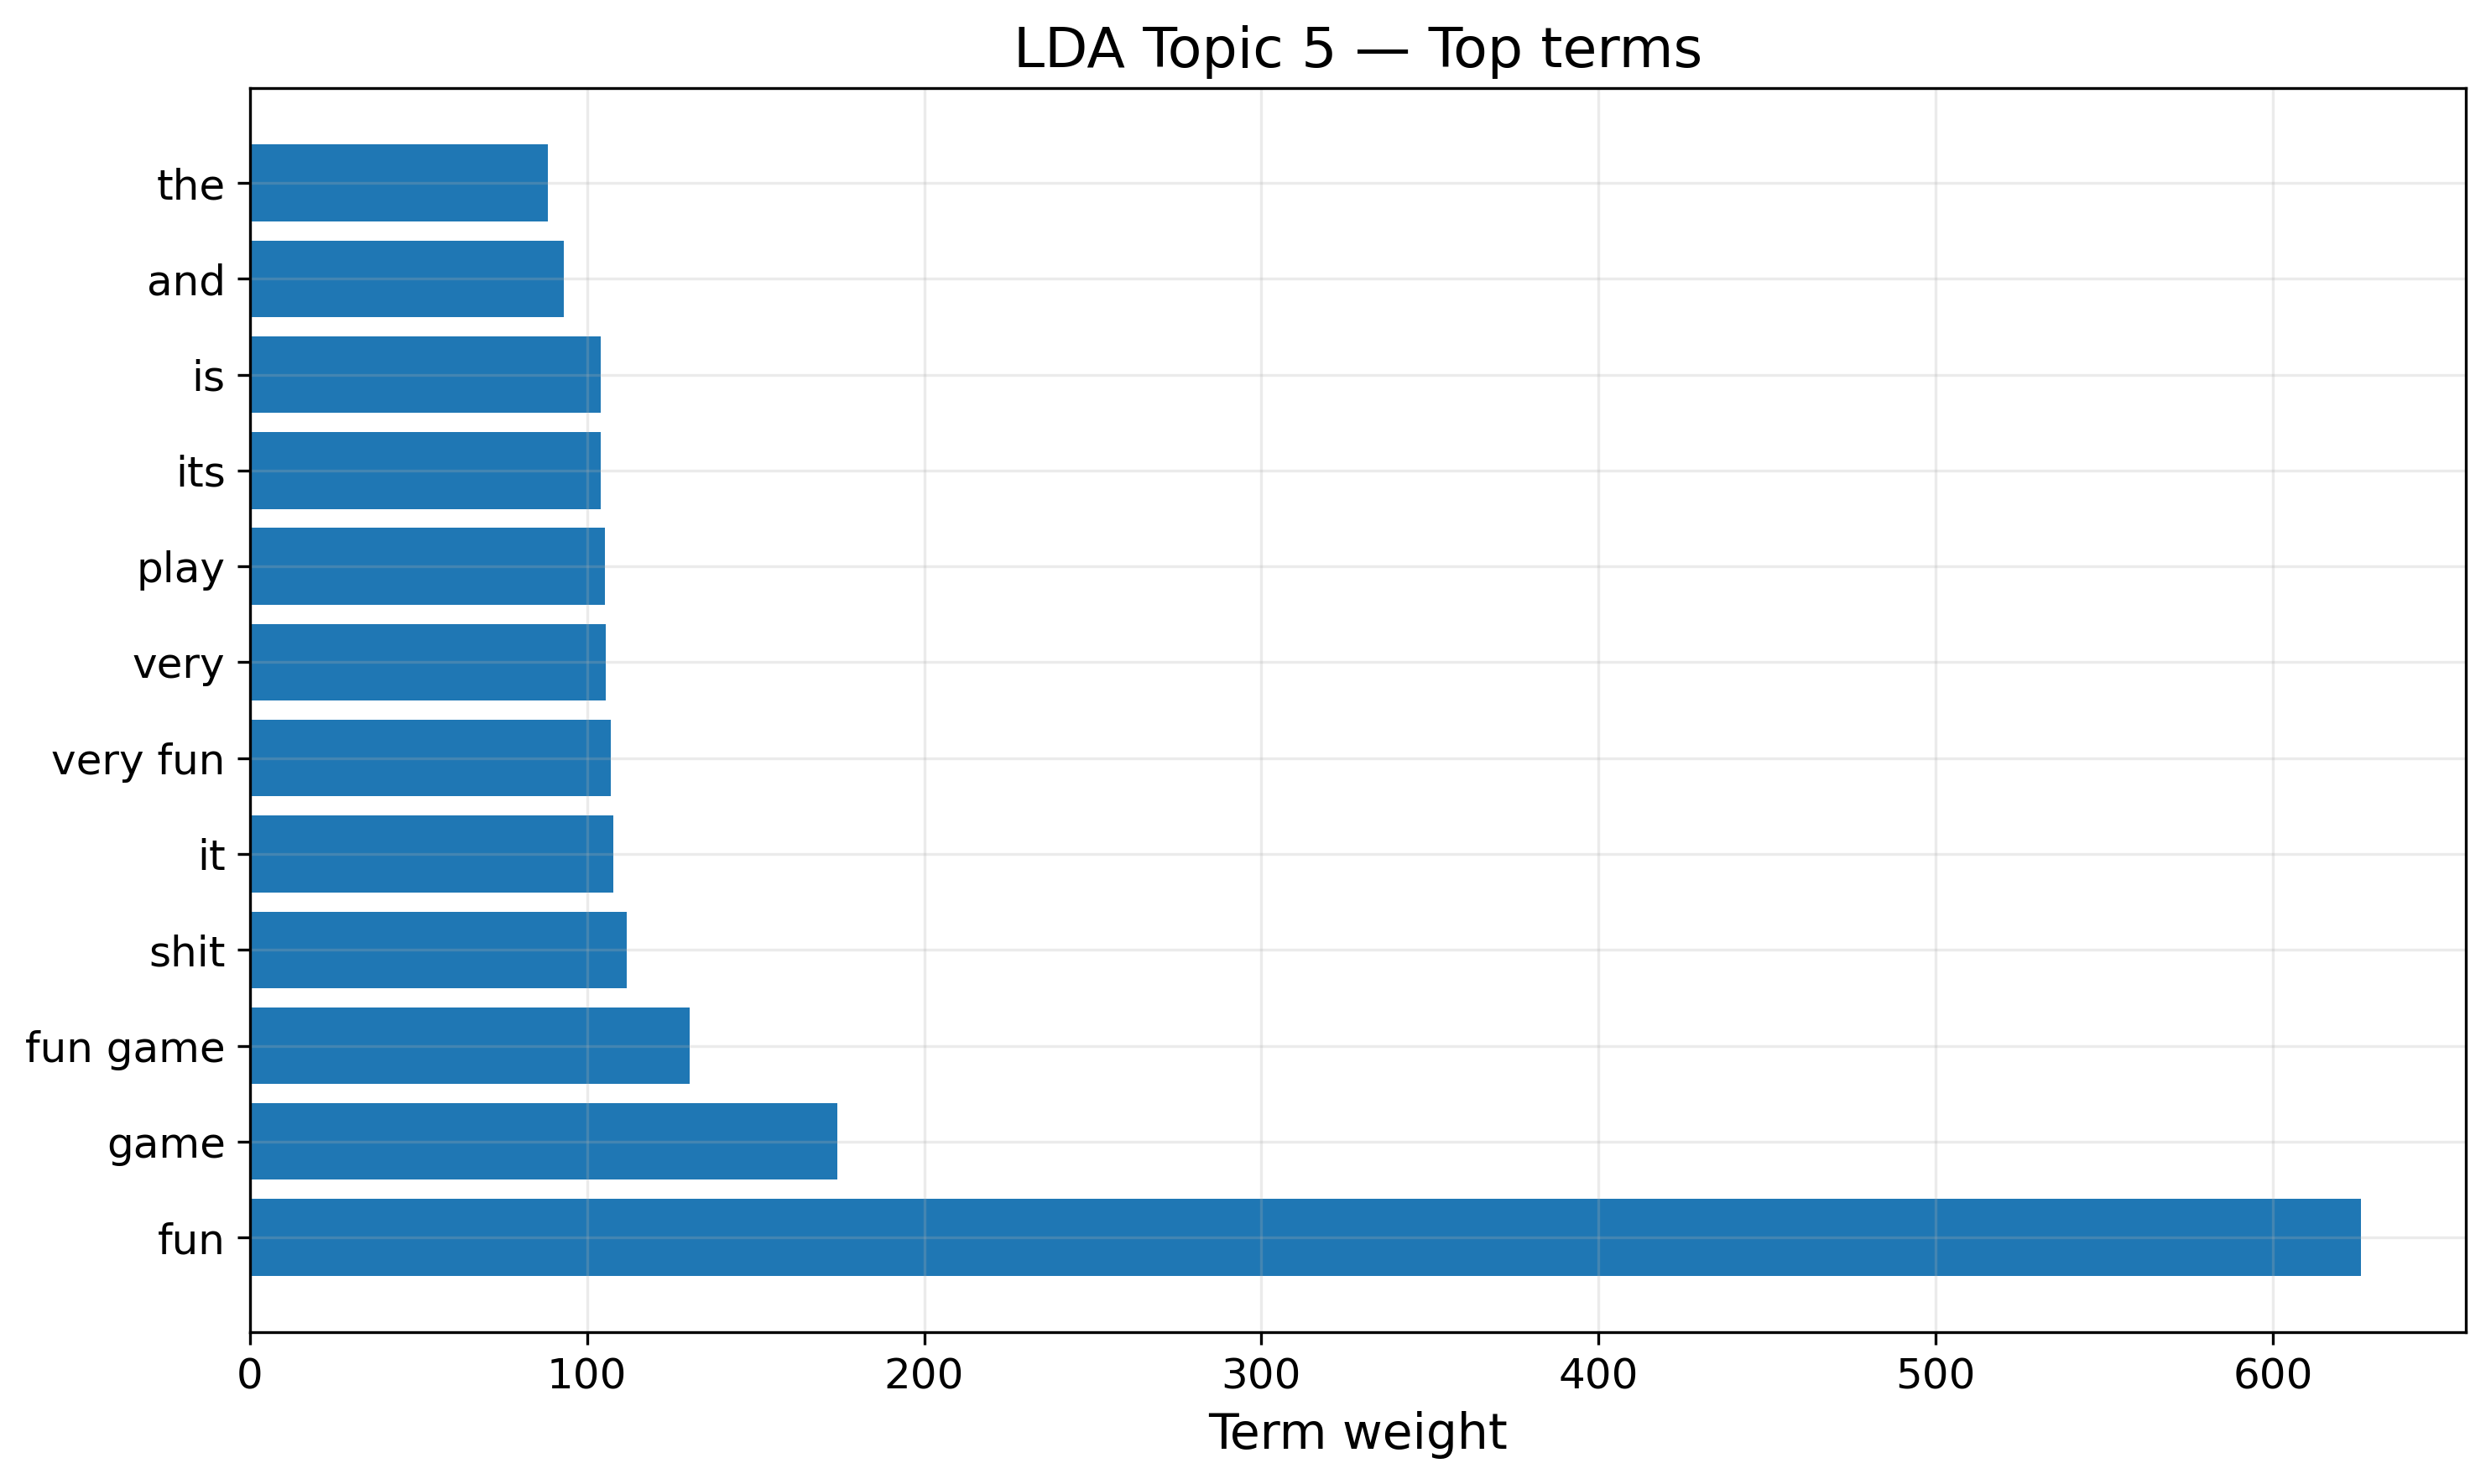 LDA Topic 5 — Top terms
the
and
is
its
play
very
very fun
it
shit
fun game
game
fun
0 100 200 300 400 500 600
Term weight